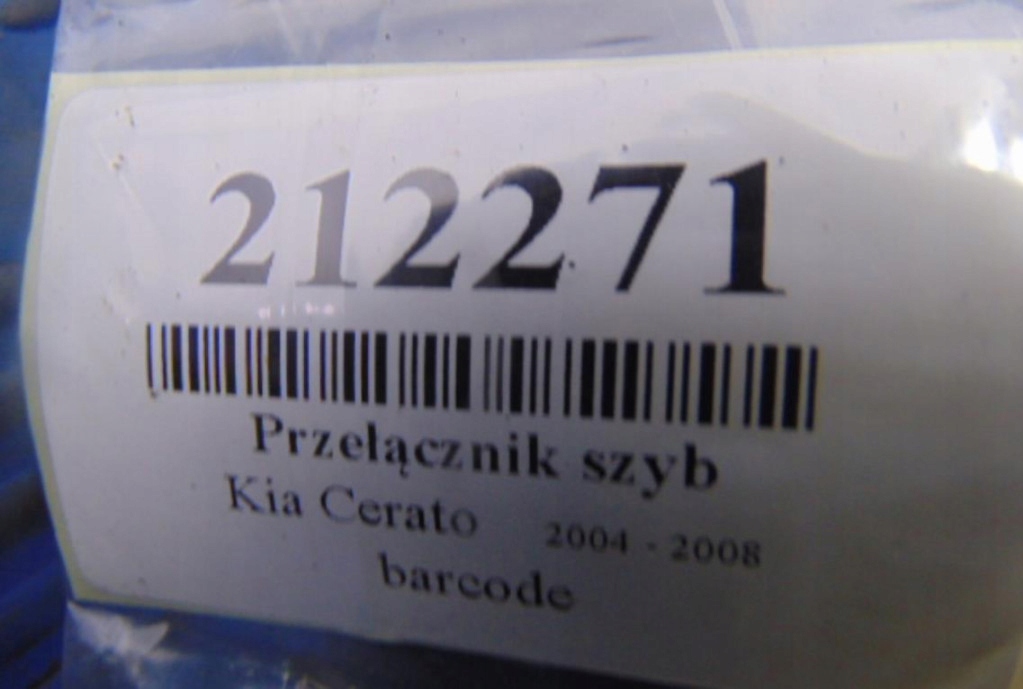 212271
Przełącznik szyb
Kia Cerato 2004 - 2008
barcode